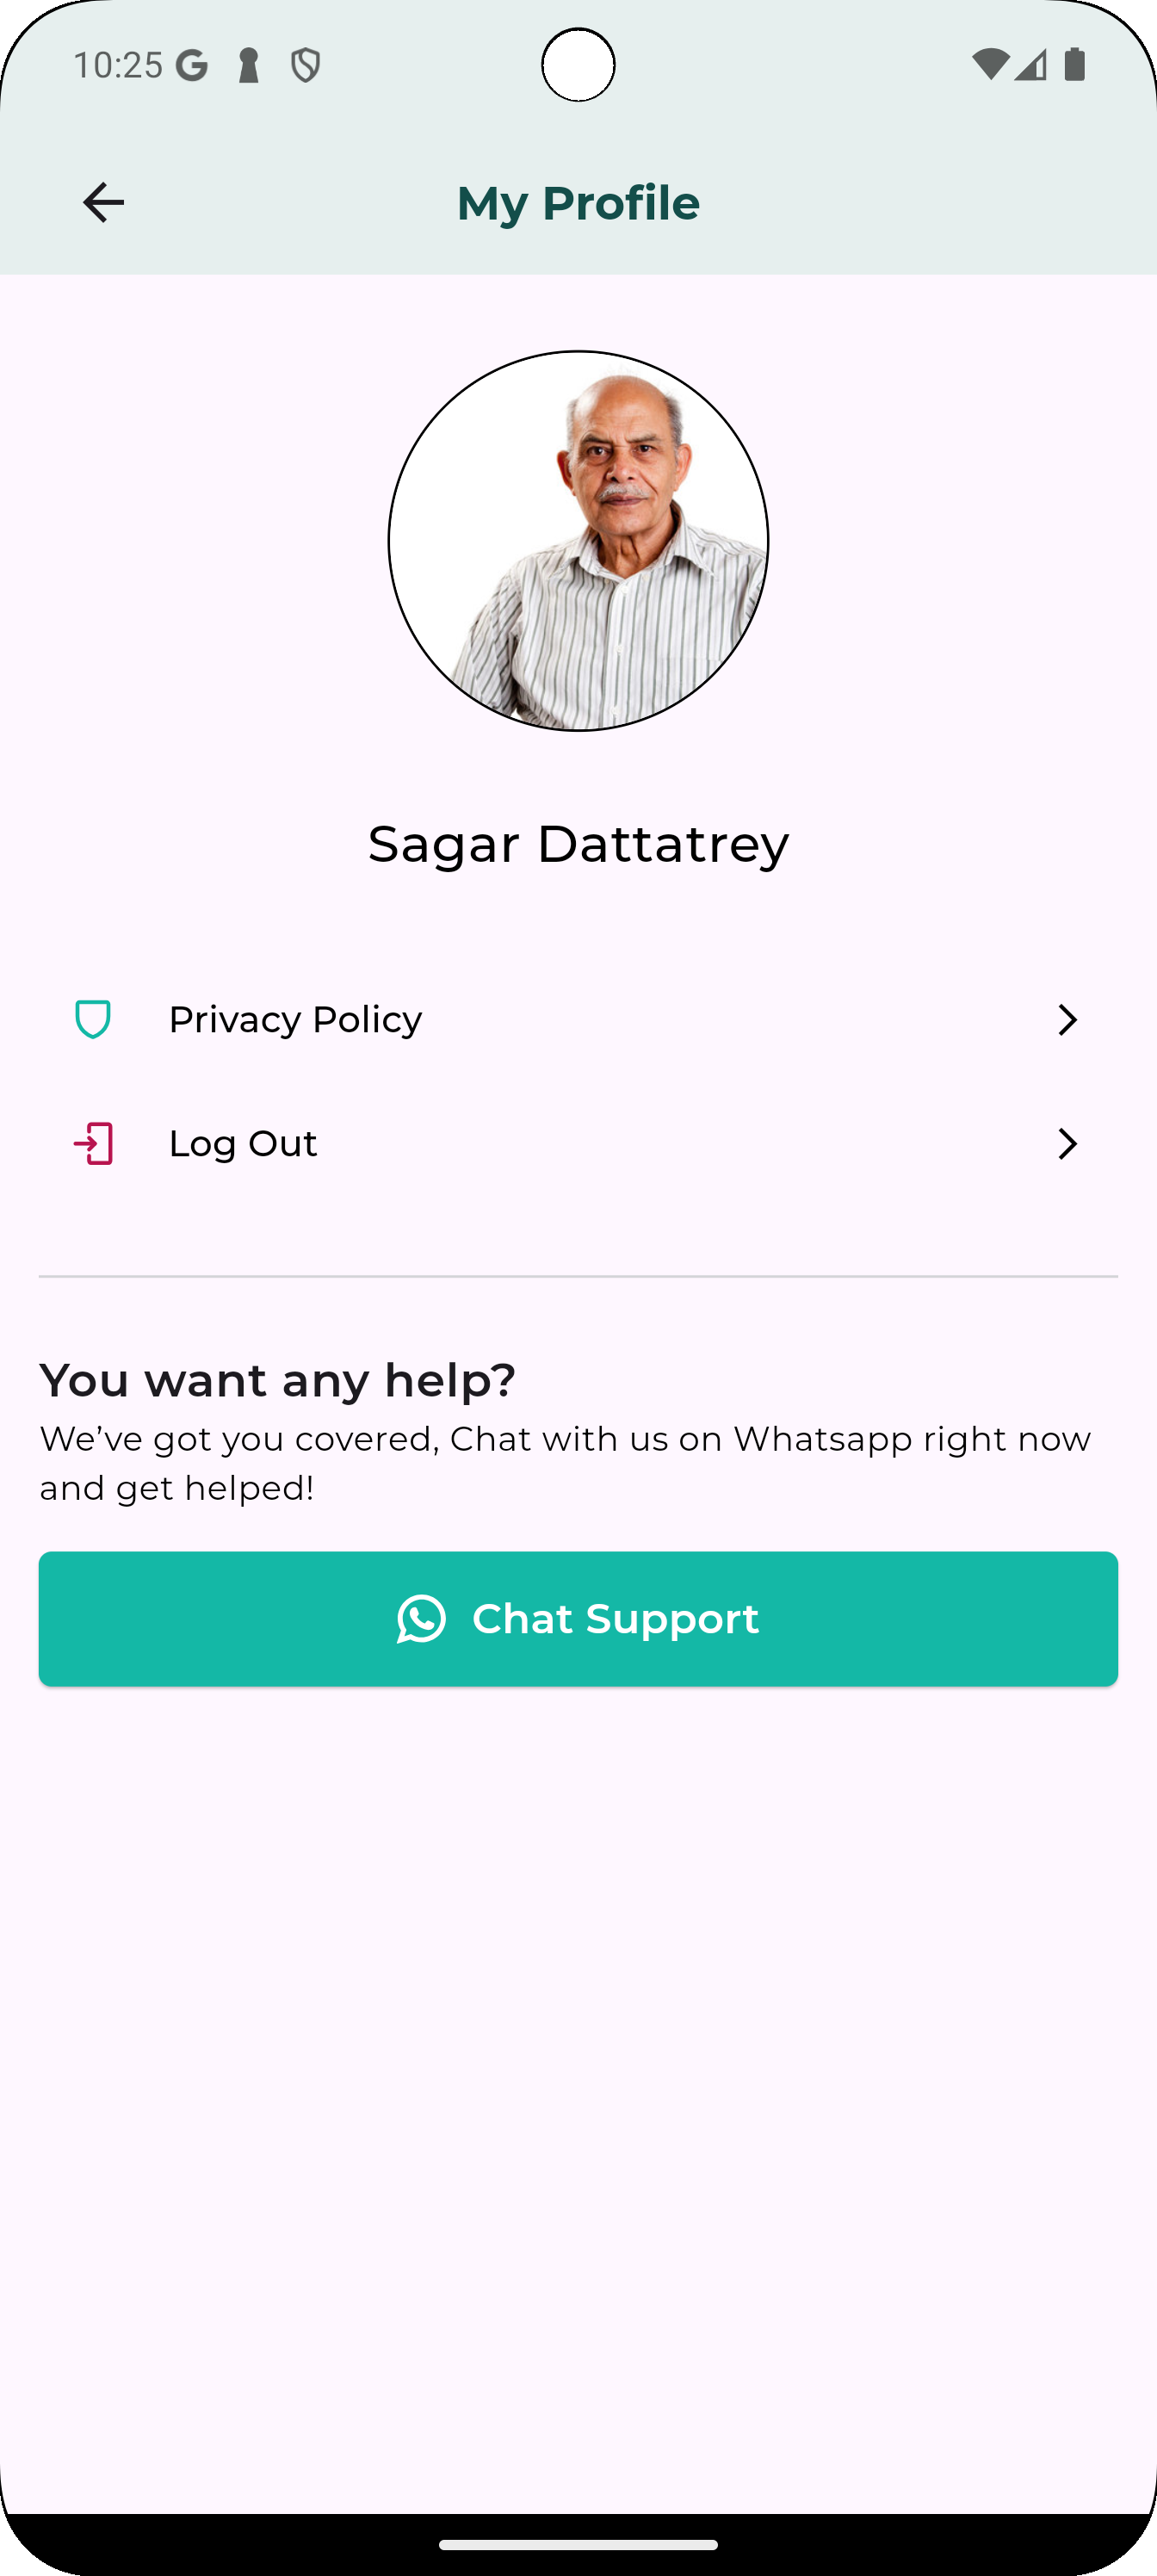 10:25
My Profile
Sagar Dattatrey
Privacy Policy
Log Out
You want any help?
We’ve got you covered, Chat with us on Whatsapp right now
and get helped!
Chat Support